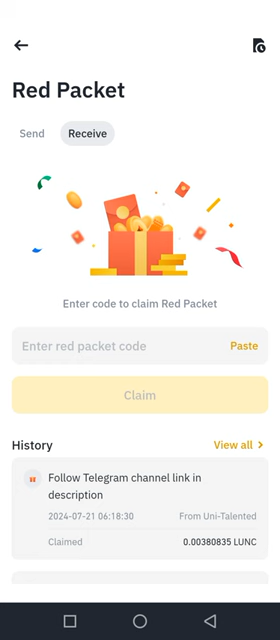 Red Packet
Send
Receive
Enter code to claim Red Packet
Enter red packet code
Paste
Claim
History
View all
Follow Telegram channel link in
description
2024-07-21 06:18:30
From Uni-Talented
Claimed
0.00380835 LUNC